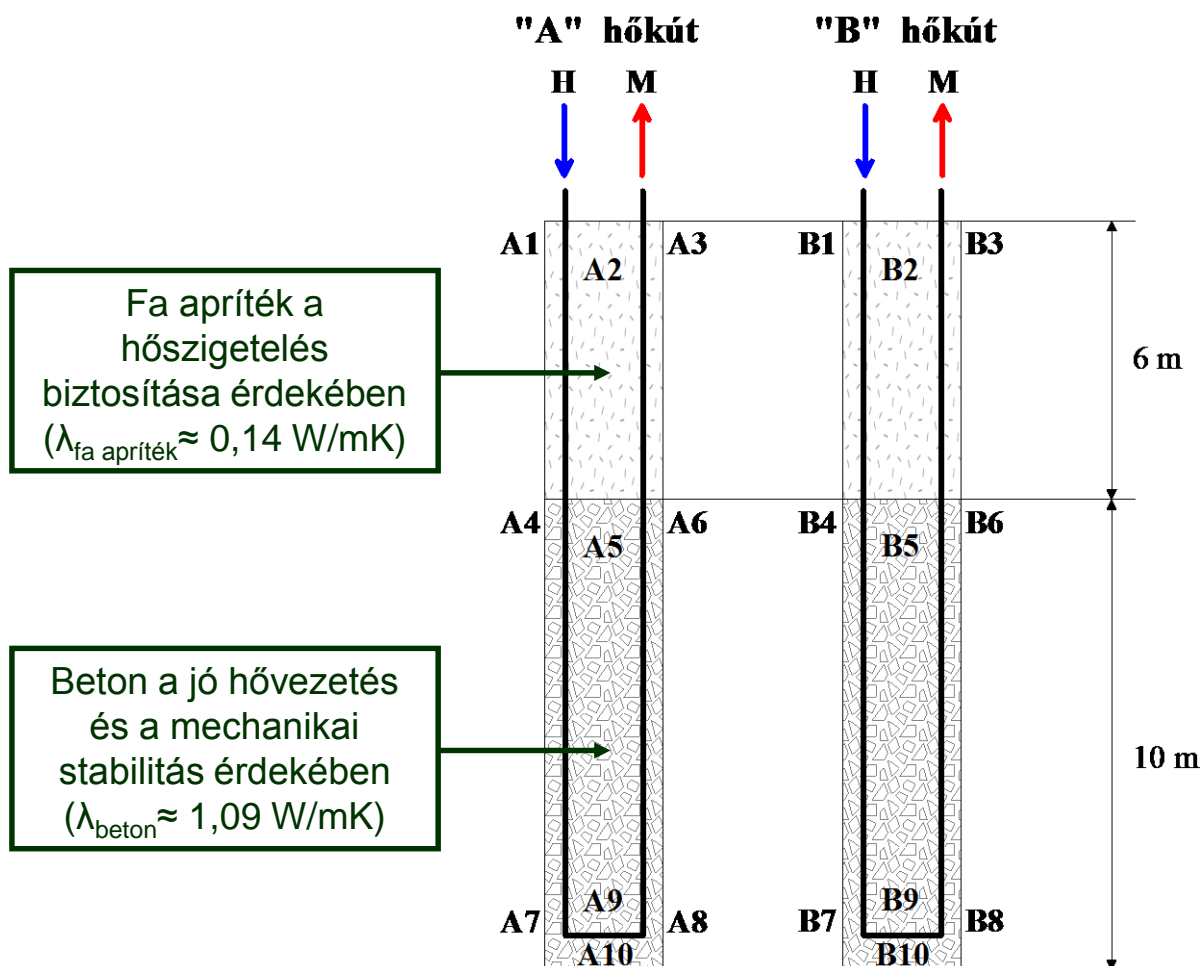 "A" hőkút "B" hőkút
H M H M
A1 A3 B1 B3
A2 B2
Fa apríték a
hőszigetelés
biztosítása érdekében
(λfa apríték≈ 0,14 W/mK)
6 m
A4 A6 B4 B6
A5 B5
Beton a jó hővezetés
és a mechanikai
stabilitás érdekében
(λbeton≈ 1,09 W/mK)
10 m
A9 B9
A7 A8 B7 B8
A10 B10